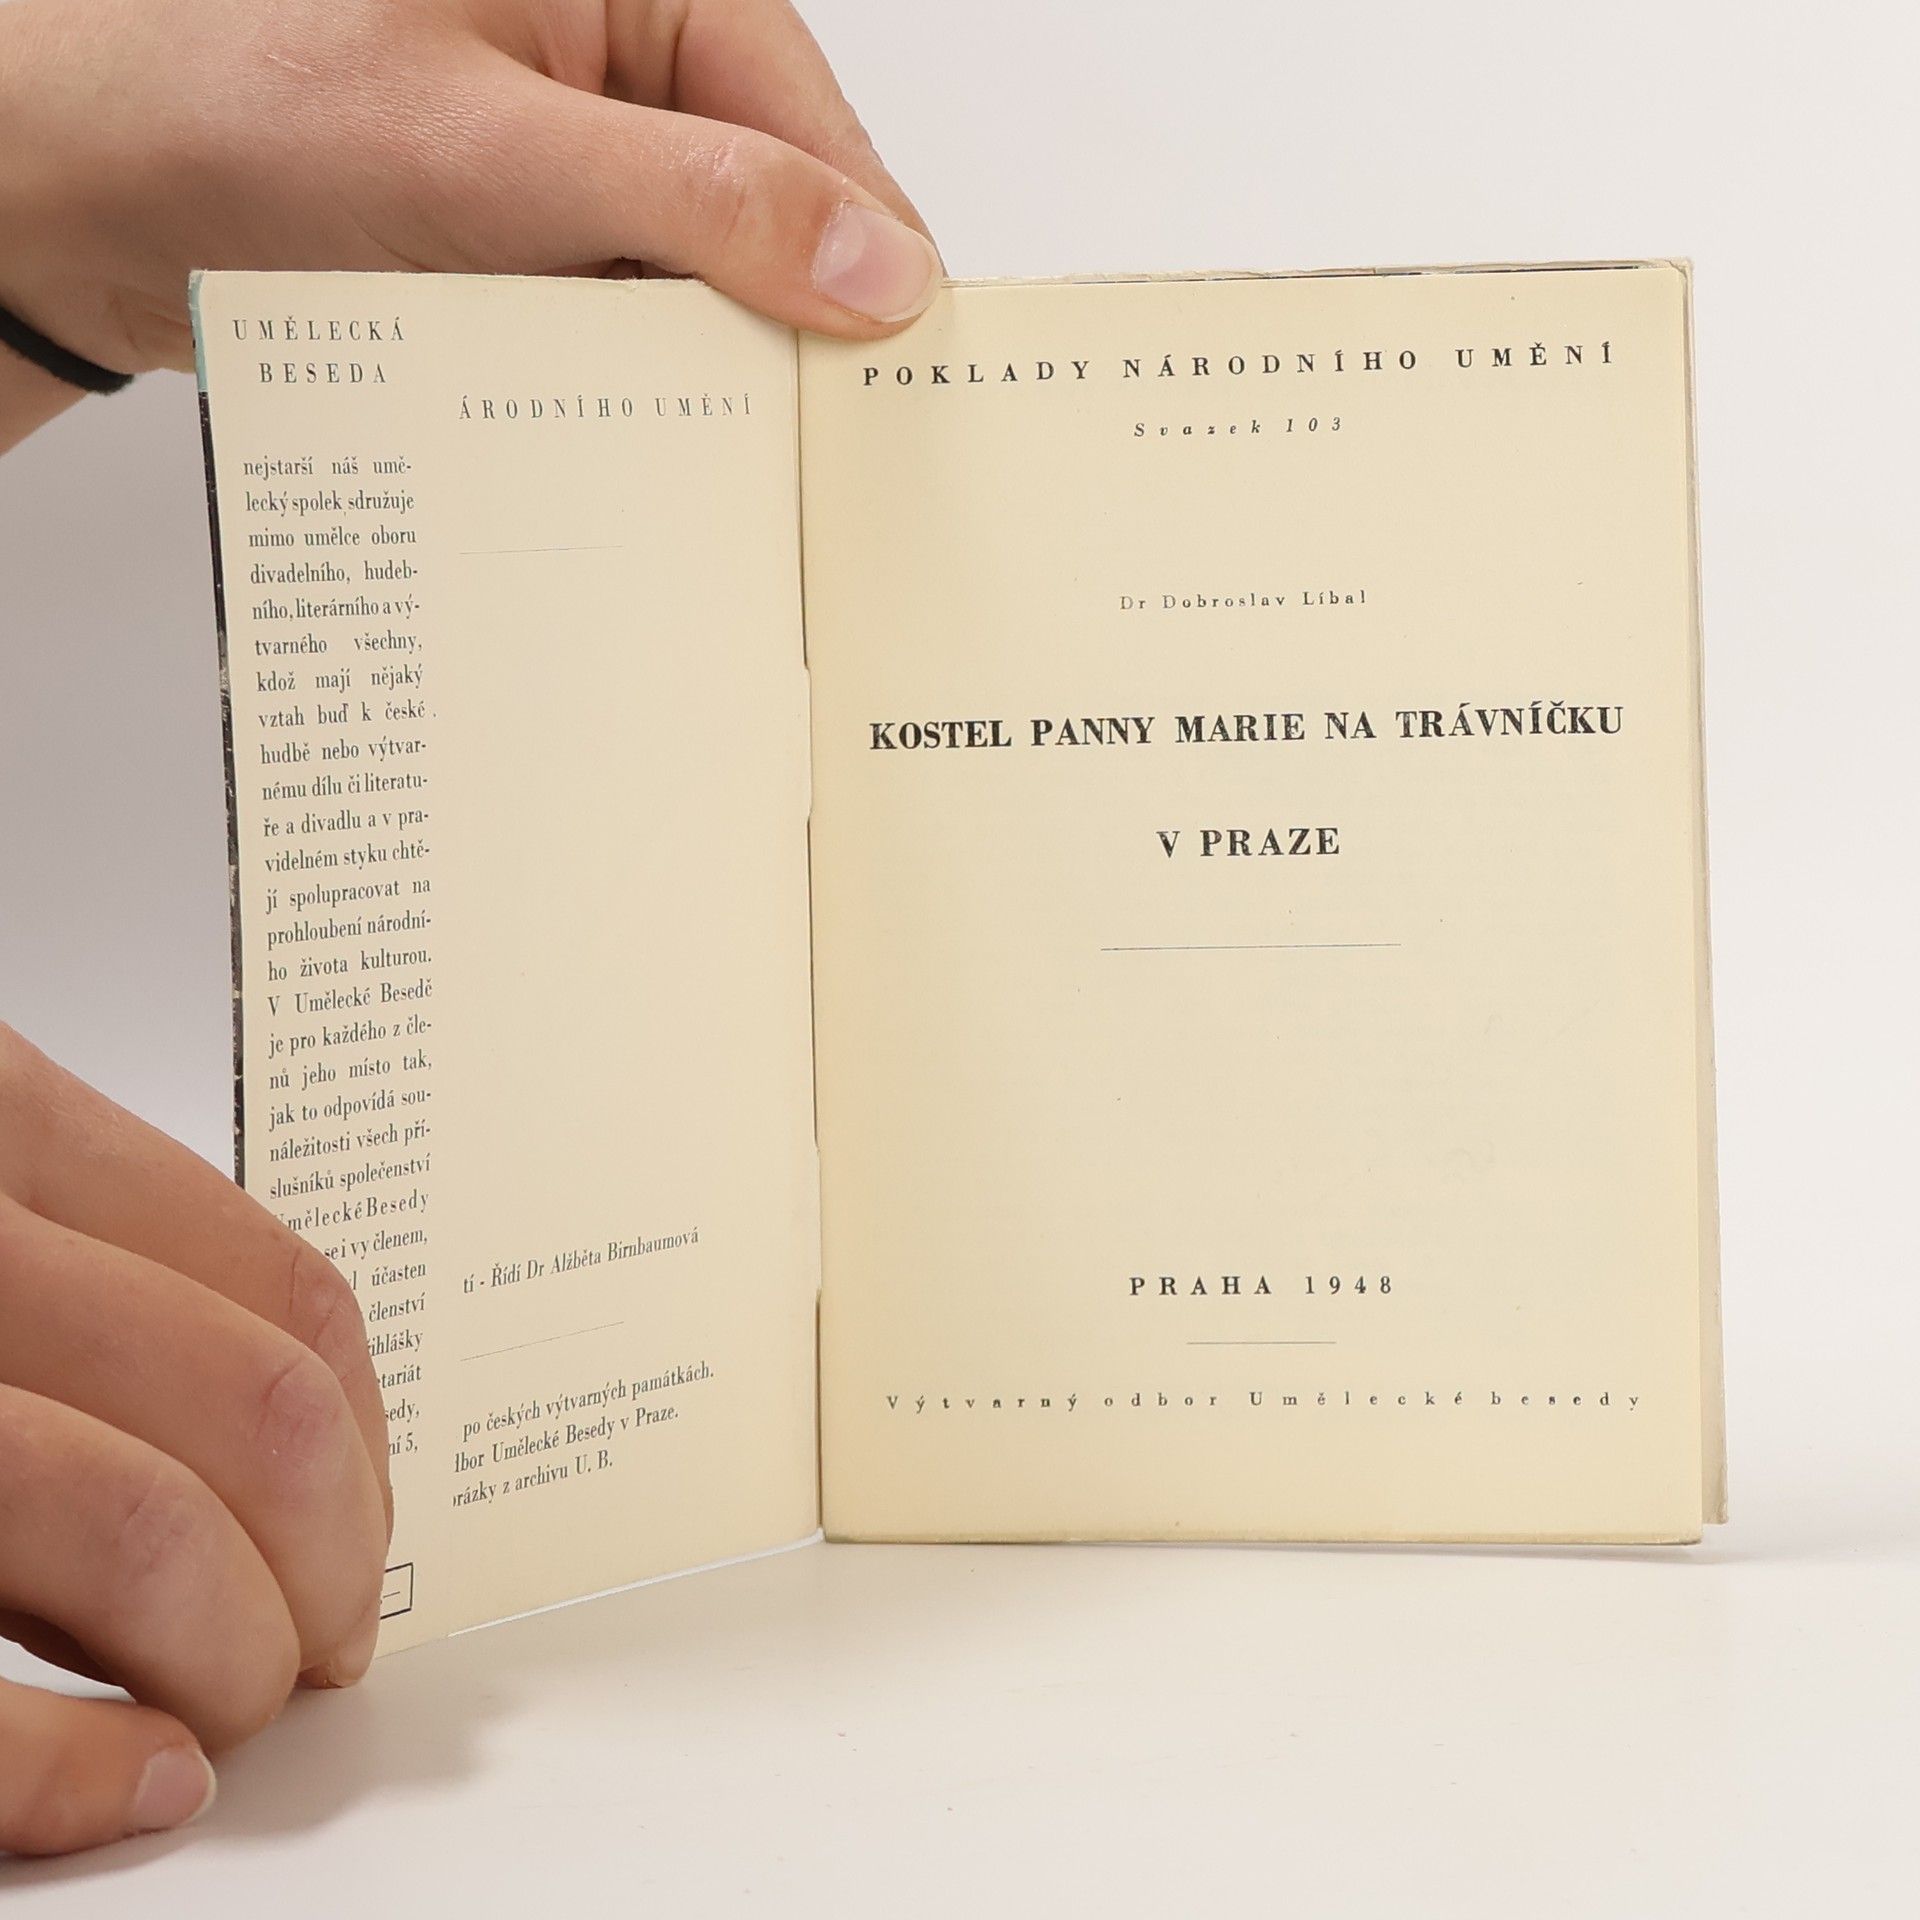 UMĚLECKÁ
BESEDA
nejstarší náš umě-
lecký spolek sdružuje
mimo umělce oboru
divadelního, hudeb-
ního, literárního a vý-
tvarného všechny,
kdož mají nějaký
vztah buď k české
hudbě nebo výtvar-
nému dílu či literatu-
ře a divadlu a v pra-
videlném styku chtě-
jí spolupracovat na
prohloubení národní-
ho života kulturou.
V Umělecké Besedě
je pro každého z čle-
nů jeho místo tak,
jak to odpovídá sou-
náležitosti všech pří-
slušníků společenství
mělecké Besedy
se i vy členem,
účasten
členství
ihlášky
tariát
edy,
ní 5,
ÁRODNÍHO UMĚNÍ
tí - Řídí Dr Alžběta Birnbaumová
po českých výtvarných památkách.
dbor Umělecké Besedy v Praze.
rázky z archivu U. B.
POKLADY NÁRODNÍHO UMĚNÍ
Svazek 103
Dr Dobroslav Líbal
KOSTEL PANNY MARIE NA TRÁVNÍČKU
V PRAZE
PRAHA 1948
Výtvarný odbor Umělecké besedy